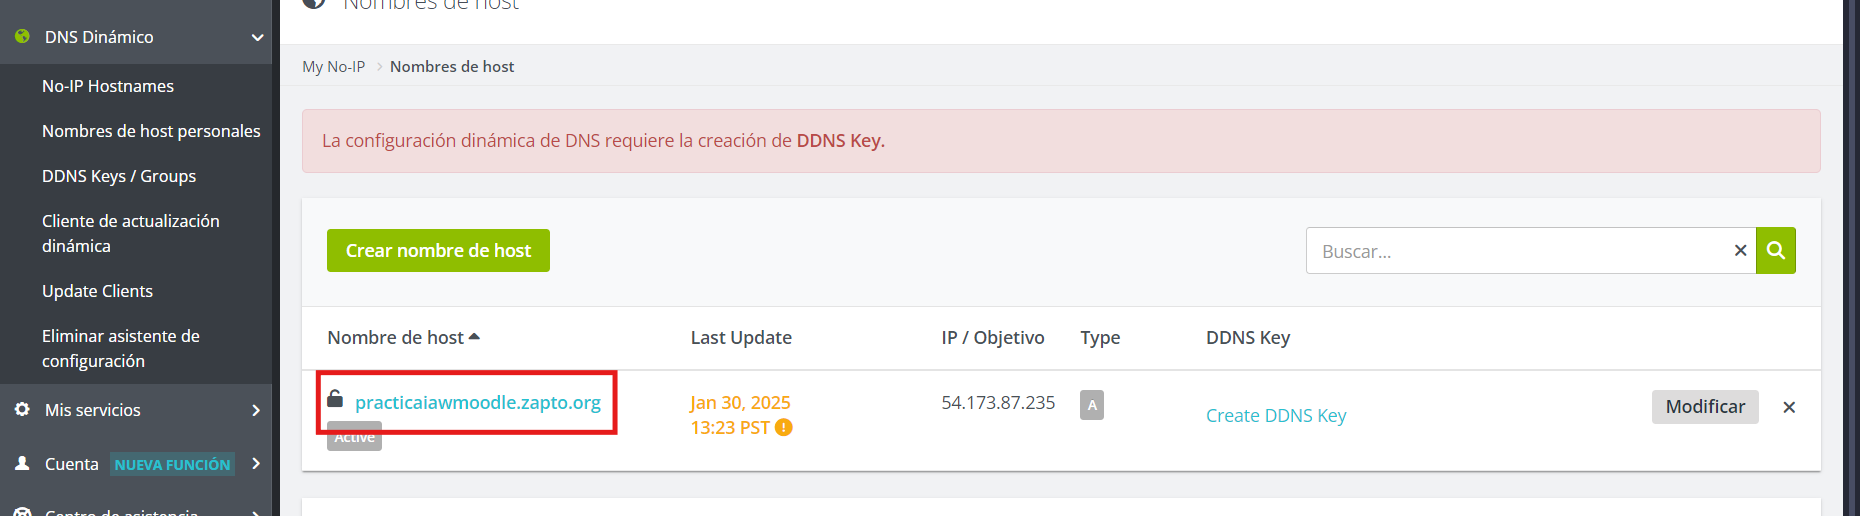 Nombres de host
DNS Dinámico
No-IP Hostnames
Nombres de host personales
DDNS Keys / Groups
Cliente de actualización
dinámica
Update Clients
Eliminar asistente de
configuración
Mis servicios
Cuenta NUEVA FUNCIÓN
Centro de asistencia
My No-IP > Nombres de host
La configuración dinámica de DNS requiere la creación de DDNS Key.
Crear nombre de host
Buscar...
Nombre de host Last Update IP / Objetivo Type DDNS Key
practicaiawmoodle.zapto.org
Active
Jan 30, 2025
13:23 PST
54.173.87.235
A
Create DDNS Key
Modificar